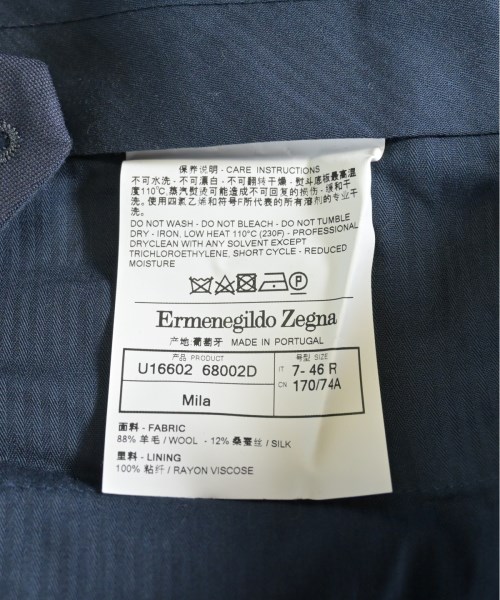 保养说明 - CARE INSTRUCTIONS
不可水洗 - 不可漂白 - 不可翻转干燥 - 熨斗底板最高温
度110℃,蒸汽熨烫可能造成不可回复的损伤 - 缓和干
洗。使用四氯乙烯和符号F所代表的所有溶剂的专业干
洗。
DO NOT WASH - DO NOT BLEACH - DO NOT TUMBLE
DRY - IRON, LOW HEAT 110°C (230F) - PROFESSIONAL
DRYCLEAN WITH ANY SOLVENT EXCEPT
TRICHLOROETHYLENE, SHORT CYCLE - REDUCED
MOISTURE
P
Ermenegildo Zegna
产地:葡萄牙 MADE IN PORTUGAL
产品 PRODUCT 号型 SIZE
U16602 68002D IT 7- 46 R
Mila CN 170/74A
面料 - FABRIC
88% 羊毛 / WOOL - 12% 桑蚕丝 / SILK
里料 - LINING
100% 粘纤 / RAYON VISCOSE